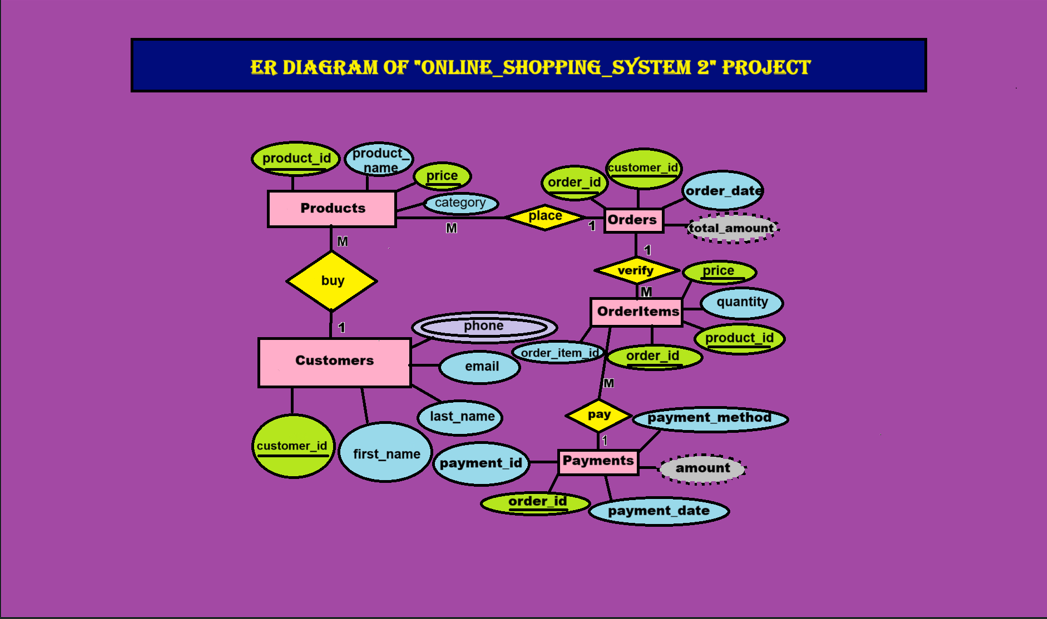 ER DIAGRAM OF "ONLINE_SHOPPING_SYSTEM 2" PROJECT
product_id
product_
name
price
category
Products
M
place
1
order_id
customer_id
order_date
Orders
total_amount
M
buy
1
1
verify
M
price
OrderItems
quantity
product_id
order_item_id
order_id
phone
Customers
email
last_name
customer_id
first_name
M
pay
1
payment_method
payment_id
Payments
amount
order_id
payment_date